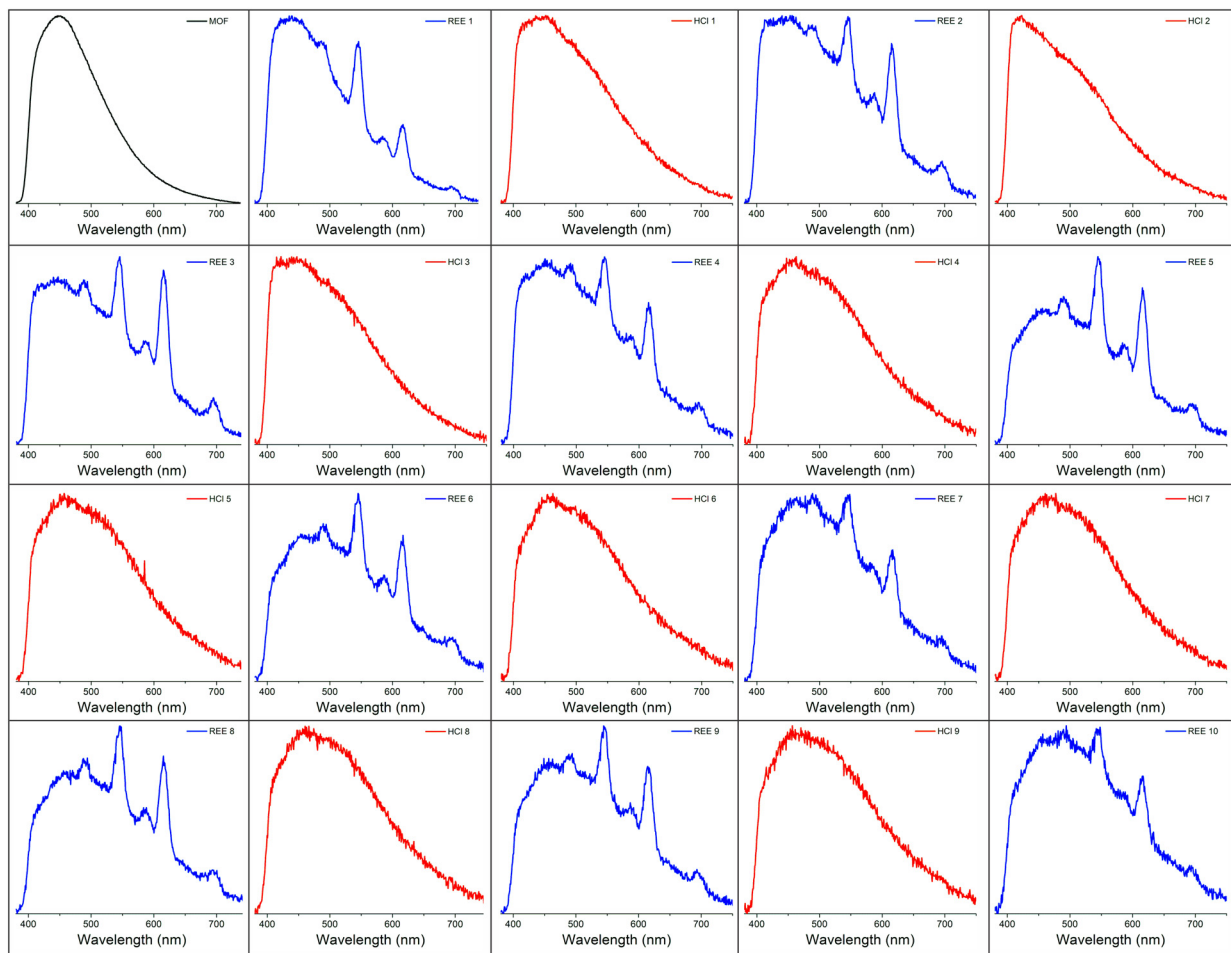 MOF
400 500 600 700
Wavelength (nm)
REE 1
400 500 600 700
Wavelength (nm)
HCl 1
400 500 600 700
Wavelength (nm)
REE 2
400 500 600 700
Wavelength (nm)
HCl 2
400 500 600 700
Wavelength (nm)
REE 3
400 500 600 700
Wavelength (nm)
HCl 3
400 500 600 700
Wavelength (nm)
REE 4
400 500 600 700
Wavelength (nm)
HCl 4
400 500 600 700
Wavelength (nm)
REE 5
400 500 600 700
Wavelength (nm)
HCl 5
400 500 600 700
Wavelength (nm)
REE 6
400 500 600 700
Wavelength (nm)
HCl 6
400 500 600 700
Wavelength (nm)
REE 7
400 500 600 700
Wavelength (nm)
HCl 7
400 500 600 700
Wavelength (nm)
REE 8
400 500 600 700
Wavelength (nm)
HCl 8
400 500 600 700
Wavelength (nm)
REE 9
400 500 600 700
Wavelength (nm)
HCl 9
400 500 600 700
Wavelength (nm)
REE 10
400 500 600 700
Wavelength (nm)